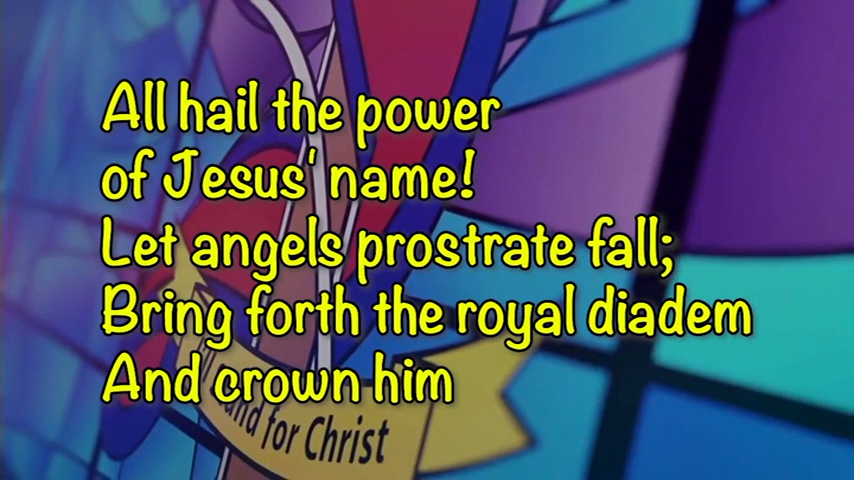 All hail the power
of Jesus' name!
Let angels prostrate fall;
Bring forth the royal diadem
And crown him
and for Christ